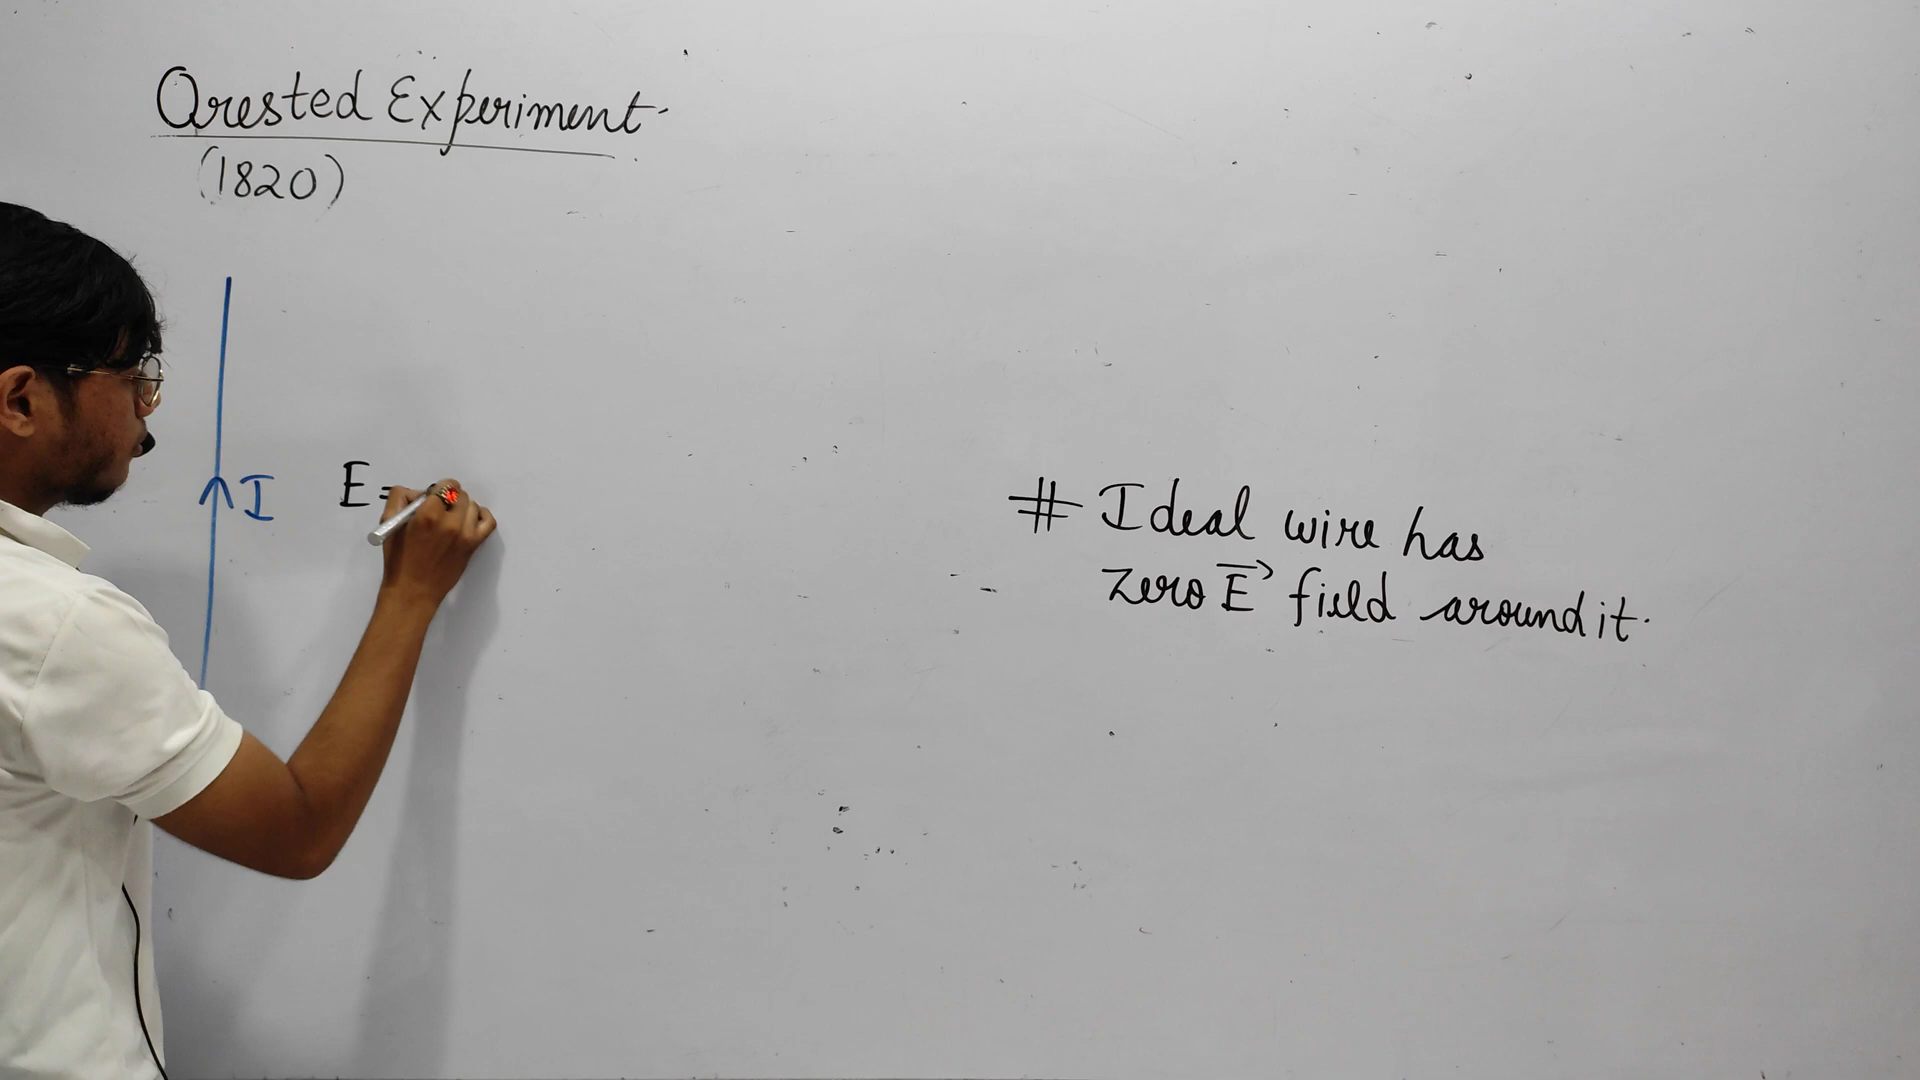 Orested Experiment.
(1820)
I
E=
# Ideal wire has
Zero E⃗ field around it.